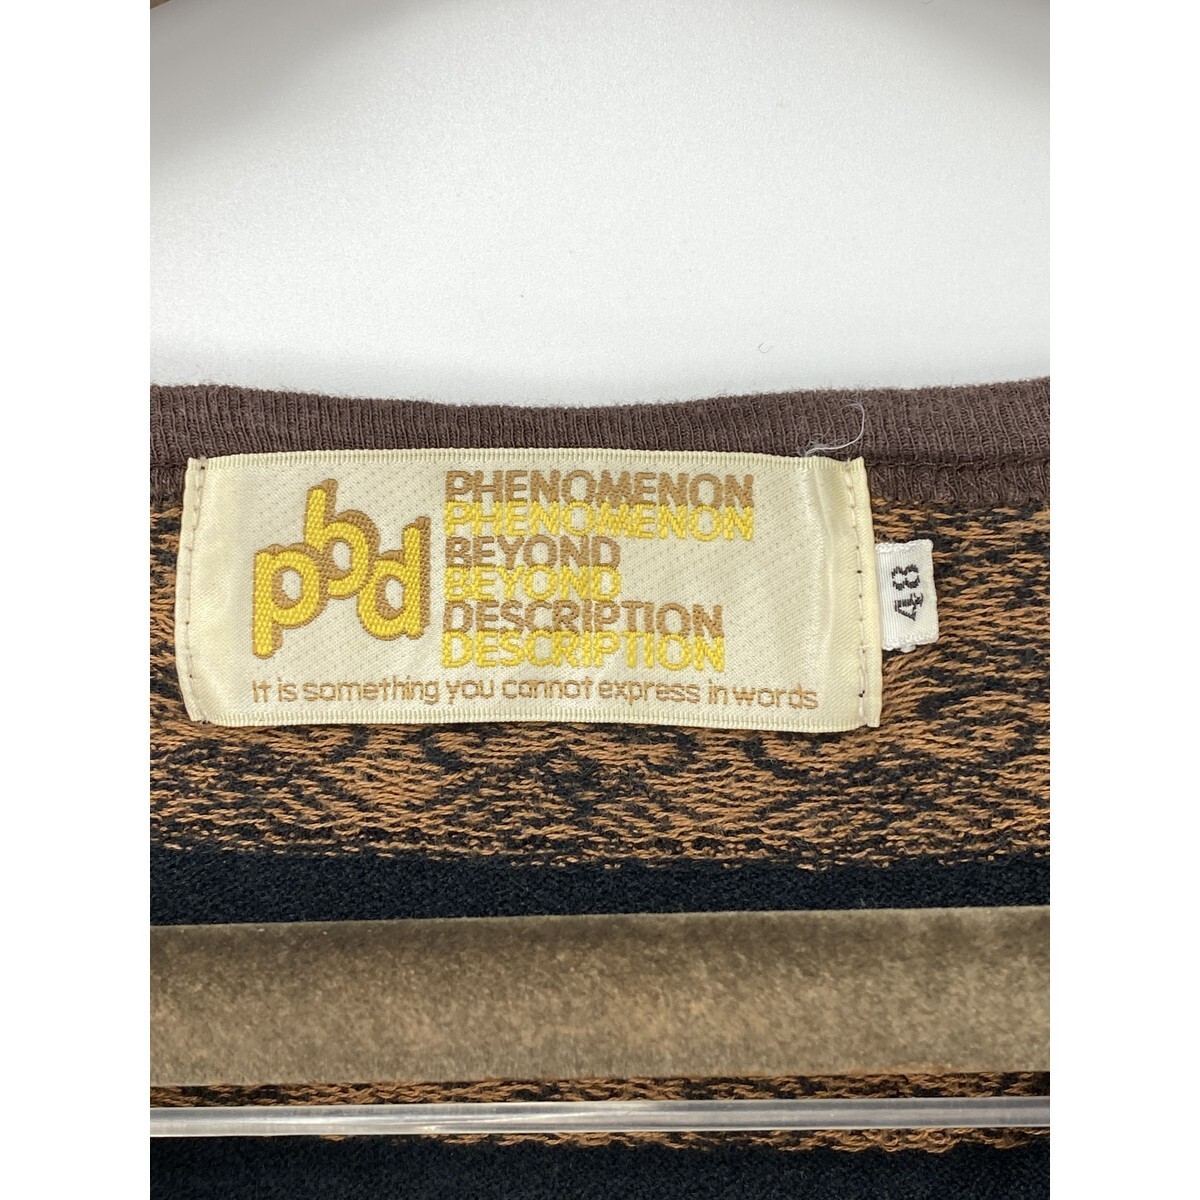 pbd
PHENOMENON
PHENOMENON
BEYOND
BEYOND
DESCRIPTION
DESCRIPTION
It is something you cannot express in words
48